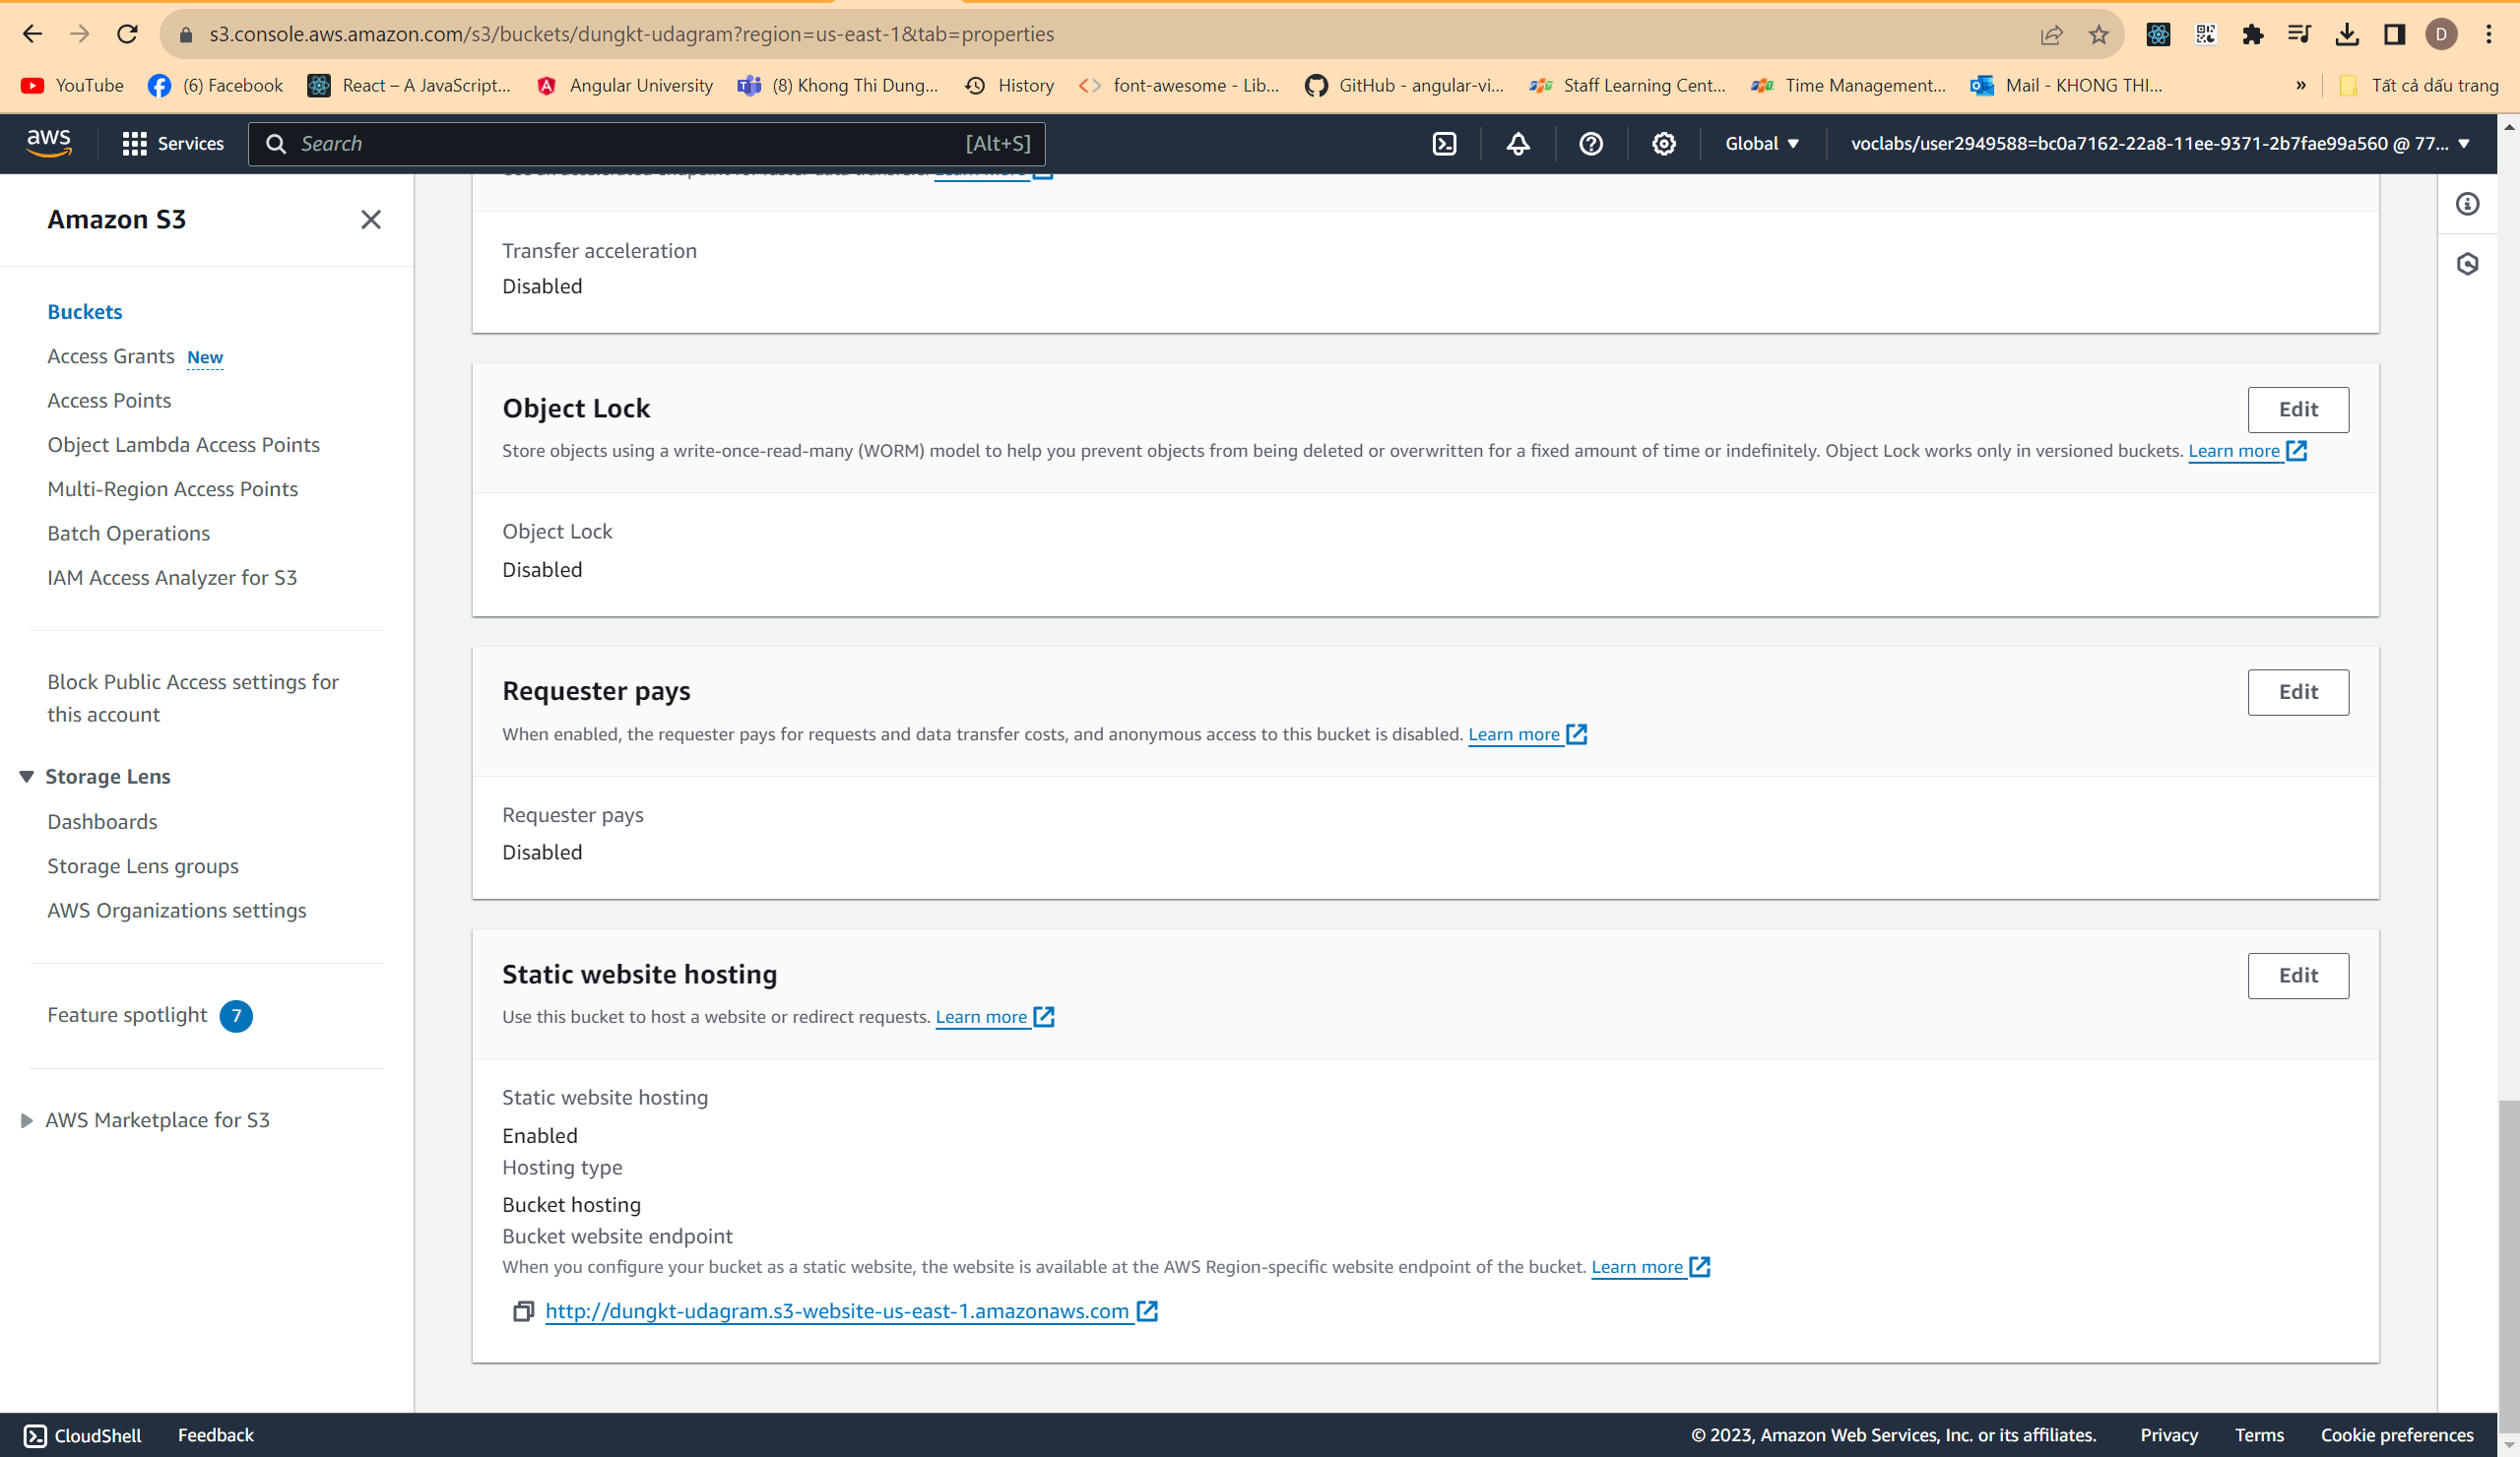 s3.console.aws.amazon.com/s3/buckets/dungkt-udagram?region=us-east-1&tab=properties
D
YouTube (6) Facebook React – A JavaScript... Angular University (8) Khong Thi Dung... History font-awesome - Lib... GitHub - angular-vi... Staff Learning Cent... Time Management... Mail - KHONG THI... » Tất cả dấu trang
aws Services Search [Alt+S] Global voclabs/user2949588=bc0a7162-22a8-11ee-9371-2b7fae99a560 @ 77...
Amazon S3
Buckets
Access Grants New
Access Points
Object Lambda Access Points
Multi-Region Access Points
Batch Operations
IAM Access Analyzer for S3
Block Public Access settings for
this account
Storage Lens
Dashboards
Storage Lens groups
AWS Organizations settings
Feature spotlight 7
AWS Marketplace for S3
Use an accelerated endpoint for faster data transfers. Learn more
Transfer acceleration
Disabled
Object Lock
Edit
Store objects using a write-once-read-many (WORM) model to help you prevent objects from being deleted or overwritten for a fixed amount of time or indefinitely. Object Lock works only in versioned buckets. Learn more
Object Lock
Disabled
Requester pays
Edit
When enabled, the requester pays for requests and data transfer costs, and anonymous access to this bucket is disabled. Learn more
Requester pays
Disabled
Static website hosting
Edit
Use this bucket to host a website or redirect requests. Learn more
Static website hosting
Enabled
Hosting type
Bucket hosting
Bucket website endpoint
When you configure your bucket as a static website, the website is available at the AWS Region-specific website endpoint of the bucket. Learn more
http://dungkt-udagram.s3-website-us-east-1.amazonaws.com
CloudShell Feedback © 2023, Amazon Web Services, Inc. or its affiliates. Privacy Terms Cookie preferences